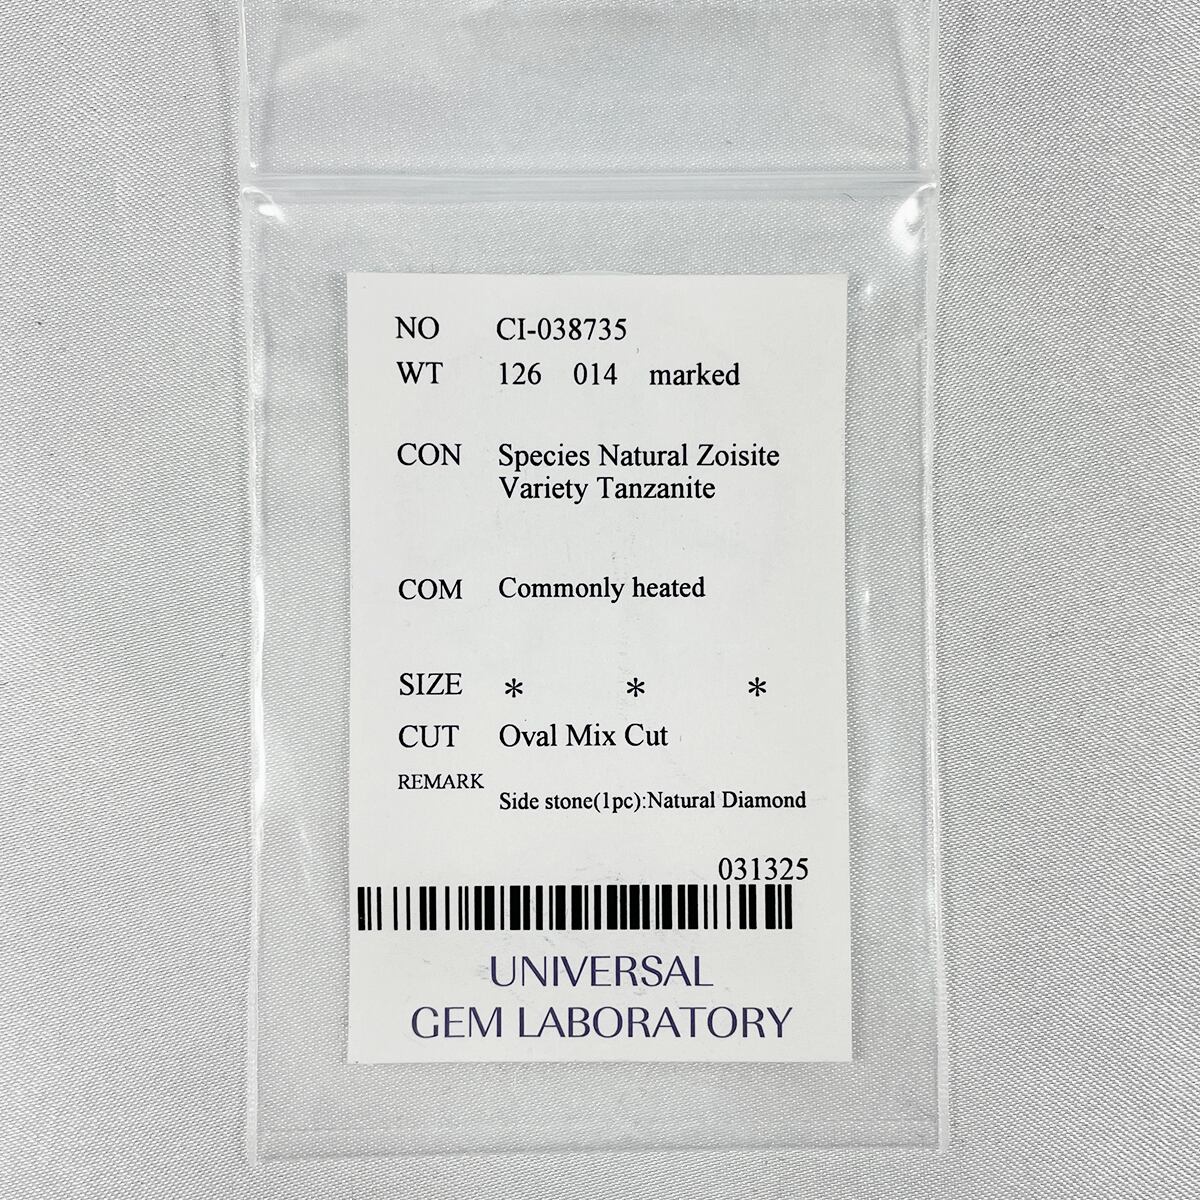 NO CI-038735
WT 126 014 marked
CON Species Natural Zoisite
Variety Tanzanite
COM Commonly heated
SIZE * * *
CUT Oval Mix Cut
REMARK
Side stone(1pc):Natural Diamond
031325
UNIVERSAL
GEM LABORATORY